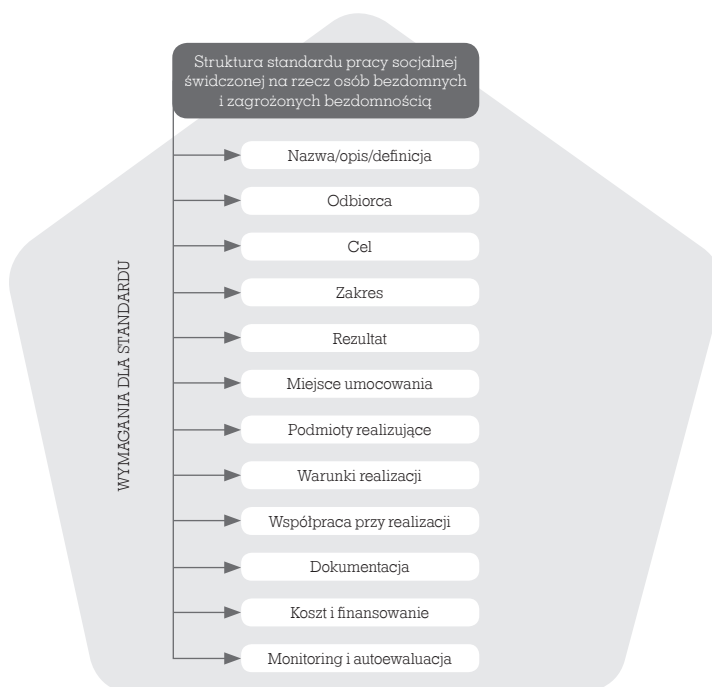 Struktura standardu pracy socjalnej
świdczonej na rzecz osób bezdomnych
i zagrożonych bezdomnością
WYMAGANIA DLA STANDARDU
Nazwa/opis/definicja
Odbiorca
Cel
Zakres
Rezultat
Miejsce umocowania
Podmioty realizujące
Warunki realizacji
Współpraca przy realizacji
Dokumentacja
Koszt i finansowanie
Monitoring i autoewaluacja